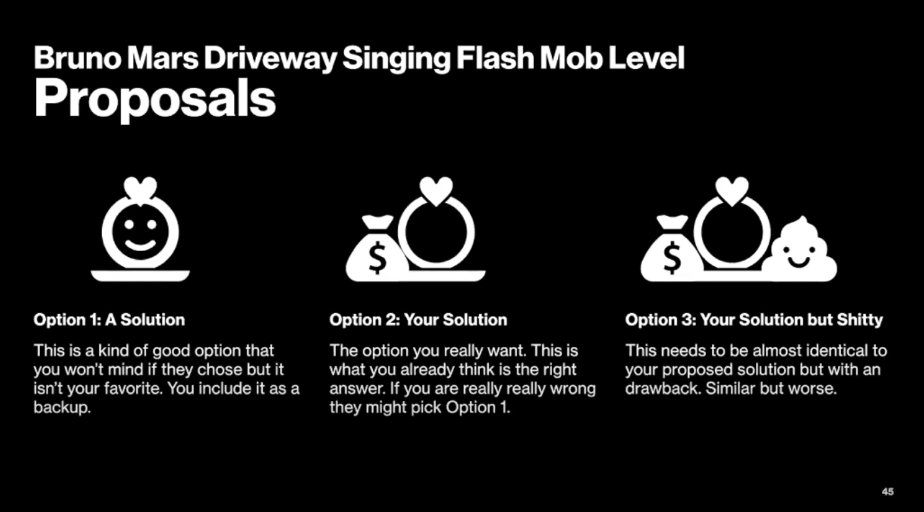 Bruno Mars Driveway Singing Flash Mob Level
Proposals
$
$
Option 1: A Solution
This is a kind of good option that
you won't mind if they chose but it
isn't your favorite. You include it as a
backup.
Option 2: Your Solution
The option you really want. This is
what you already think is the right
answer. If you are really really wrong
they might pick Option 1.
Option 3: Your Solution but Shitty
This needs to be almost identical to
your proposed solution but with an
drawback. Similar but worse.
45